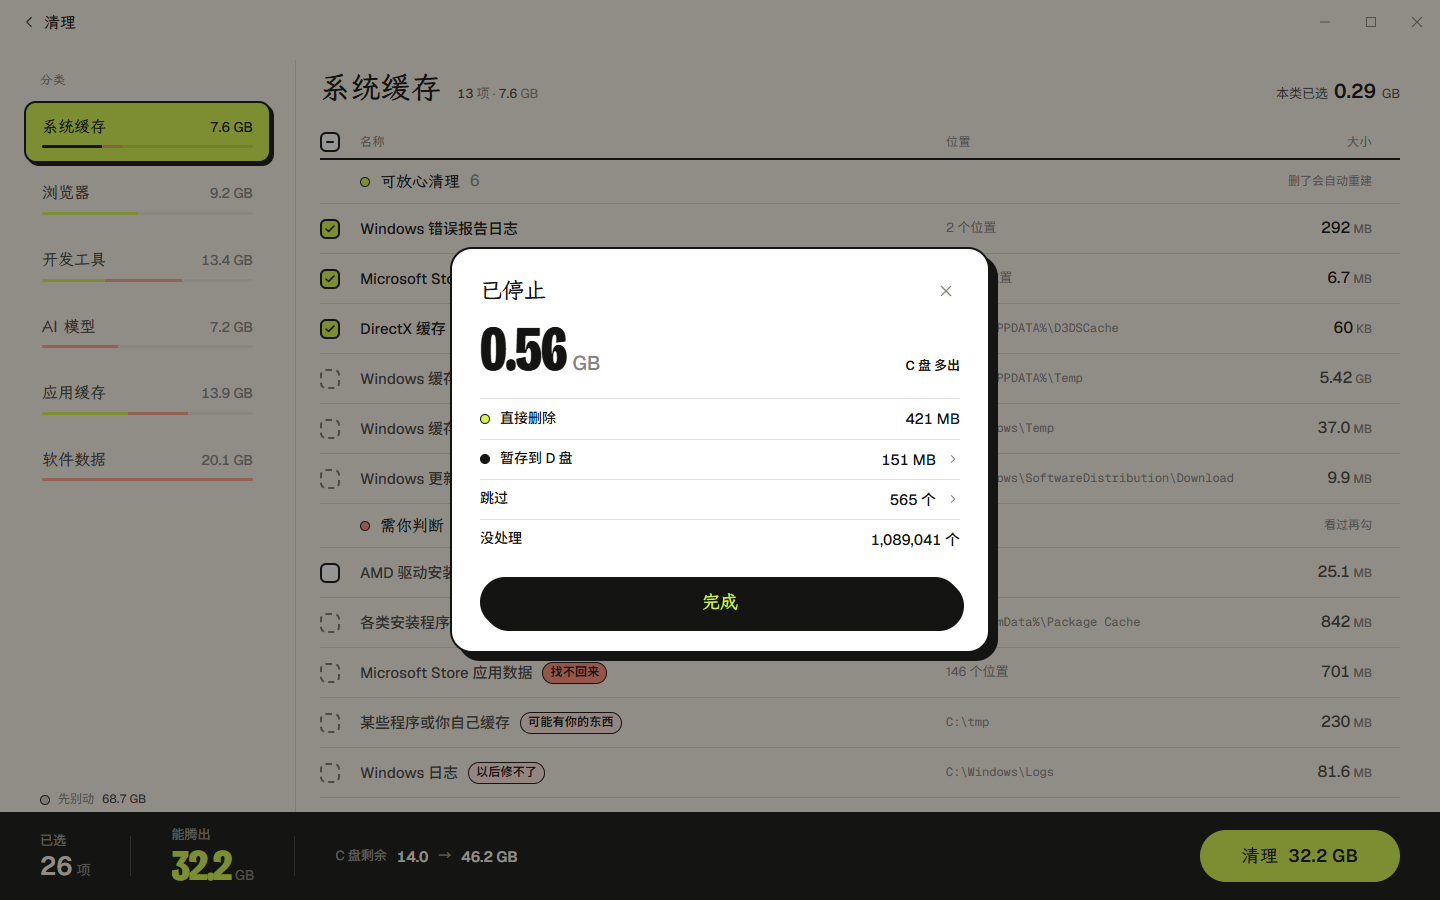 清理
分类
系统缓存 7.6 GB
浏览器 9.2 GB
开发工具 13.4 GB
AI 模型 7.2 GB
应用缓存 13.9 GB
软件数据 20.1 GB
先别动 68.7 GB
系统缓存 13 项 · 7.6 GB
本类已选 0.29 GB
名称 位置 大小
可放心清理 6 删了会自动重建
Windows 错误报告日志 2 个位置 292 MB
Microsoft Sto 置 6.7 MB
DirectX 缓存 PPDATA%\D3DSCache 60 KB
Windows 缓存 PPDATA%\Temp 5.42 GB
Windows 缓存 ows\Temp 37.0 MB
Windows 更新 ows\SoftwareDistribution\Download 9.9 MB
需你判断 看过再勾
AMD 驱动安装 25.1 MB
各类安装程序 mData%\Package Cache 842 MB
Microsoft Store 应用数据 找不回来 146 个位置 701 MB
某些程序或你自己缓存 可能有你的东西 C:\tmp 230 MB
Windows 日志 以后修不了 C:\Windows\Logs 81.6 MB
已停止
0.56 GB C 盘 多出
直接删除 421 MB
暂存到 D 盘 151 MB
跳过 565 个
没处理 1,089,041 个
完成
已选
26 项
能腾出
32.2 GB
C 盘剩余 14.0 → 46.2 GB
清理 32.2 GB